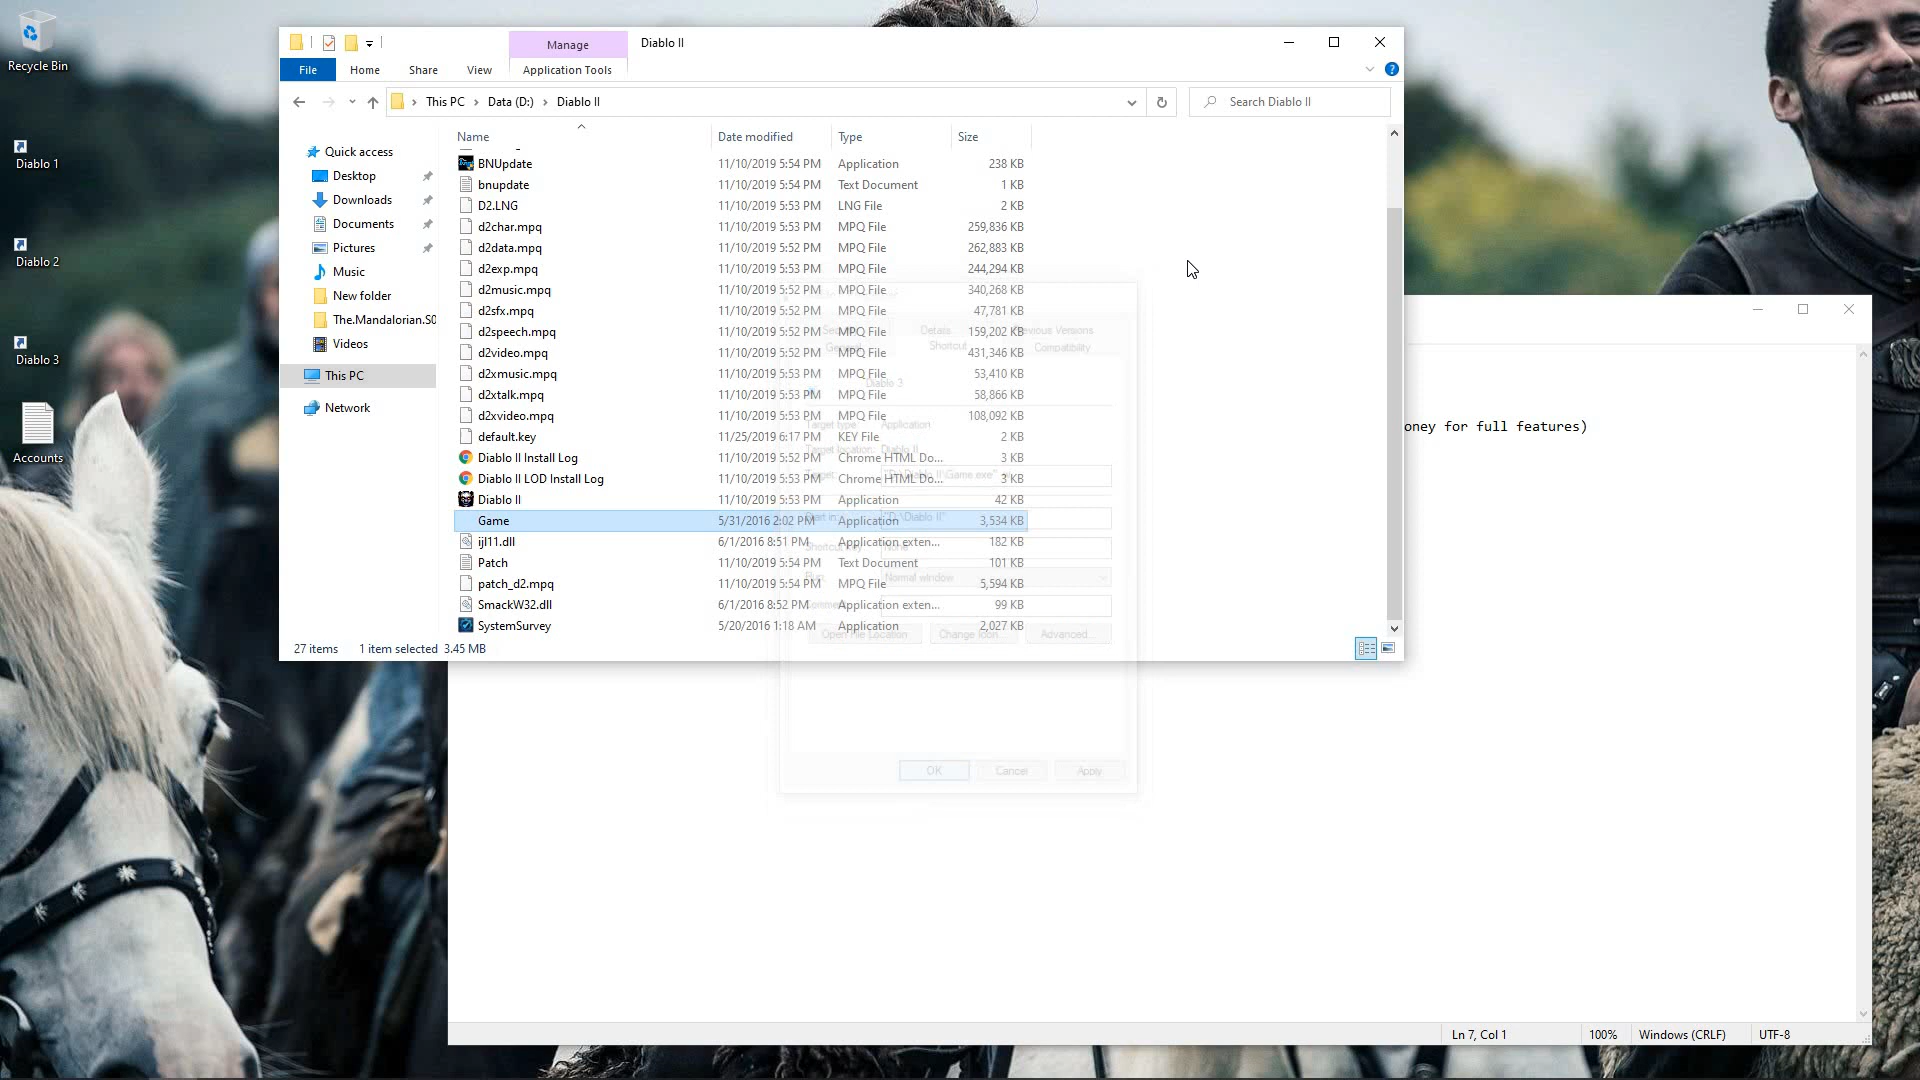 Recycle Bin
Diablo 1
Diablo 2
Diablo 3
Accounts
Manage
Diablo II
File
Home
Share
View
Application Tools
This PC > Data (D:) > Diablo II
Search Diablo II
Quick access
Desktop
Downloads
Documents
Pictures
Music
New folder
The.Mandalorian.S0
Videos
This PC
Network
Name Date modified Type Size
BNUpdate 11/10/2019 5:54 PM Application 238 KB
bnupdate 11/10/2019 5:54 PM Text Document 1 KB
D2.LNG 11/10/2019 5:53 PM LNG File 2 KB
d2char.mpq 11/10/2019 5:53 PM MPQ File 259,836 KB
d2data.mpq 11/10/2019 5:52 PM MPQ File 262,883 KB
d2exp.mpq 11/10/2019 5:53 PM MPQ File 244,294 KB
d2music.mpq 11/10/2019 5:52 PM MPQ File 340,268 KB
d2sfx.mpq 11/10/2019 5:52 PM MPQ File 47,781 KB
d2speech.mpq 11/10/2019 5:52 PM MPQ File 159,202 KB
d2video.mpq 11/10/2019 5:52 PM MPQ File 431,346 KB
d2xmusic.mpq 11/10/2019 5:53 PM MPQ File 53,410 KB
d2xtalk.mpq 11/10/2019 5:53 PM MPQ File 58,866 KB
d2xvideo.mpq 11/10/2019 5:53 PM MPQ File 108,092 KB
default.key 11/25/2019 6:17 PM KEY File 2 KB
Diablo II Install Log 11/10/2019 5:52 PM Chrome HTML Do... 3 KB
Diablo II LOD Install Log 11/10/2019 5:53 PM Chrome HTML Do... 3 KB
Diablo II 11/10/2019 5:53 PM Application 42 KB
Game 5/31/2016 2:02 PM Application 3,534 KB
ijl11.dll 6/1/2016 8:51 PM Application exten... 182 KB
Patch 11/10/2019 5:54 PM Text Document 101 KB
patch_d2.mpq 11/10/2019 5:54 PM MPQ File 5,594 KB
SmackW32.dll 6/1/2016 8:52 PM Application exten... 99 KB
SystemSurvey 5/20/2016 1:18 AM Application 2,027 KB
27 items 1 item selected 3.45 MB
Details Previous Versions
General Shortcut Compatibility
Diablo 3
Target type: Application
Target location: Diablo II
Target: "D:\Diablo II\Game.exe"
Start in: "D:\Diablo II"
Shortcut key: None
Normal window
Open File Location Change Icon... Advanced...
OK Cancel Apply
oney for full features)
Ln 7, Col 1 100% Windows (CRLF) UTF-8